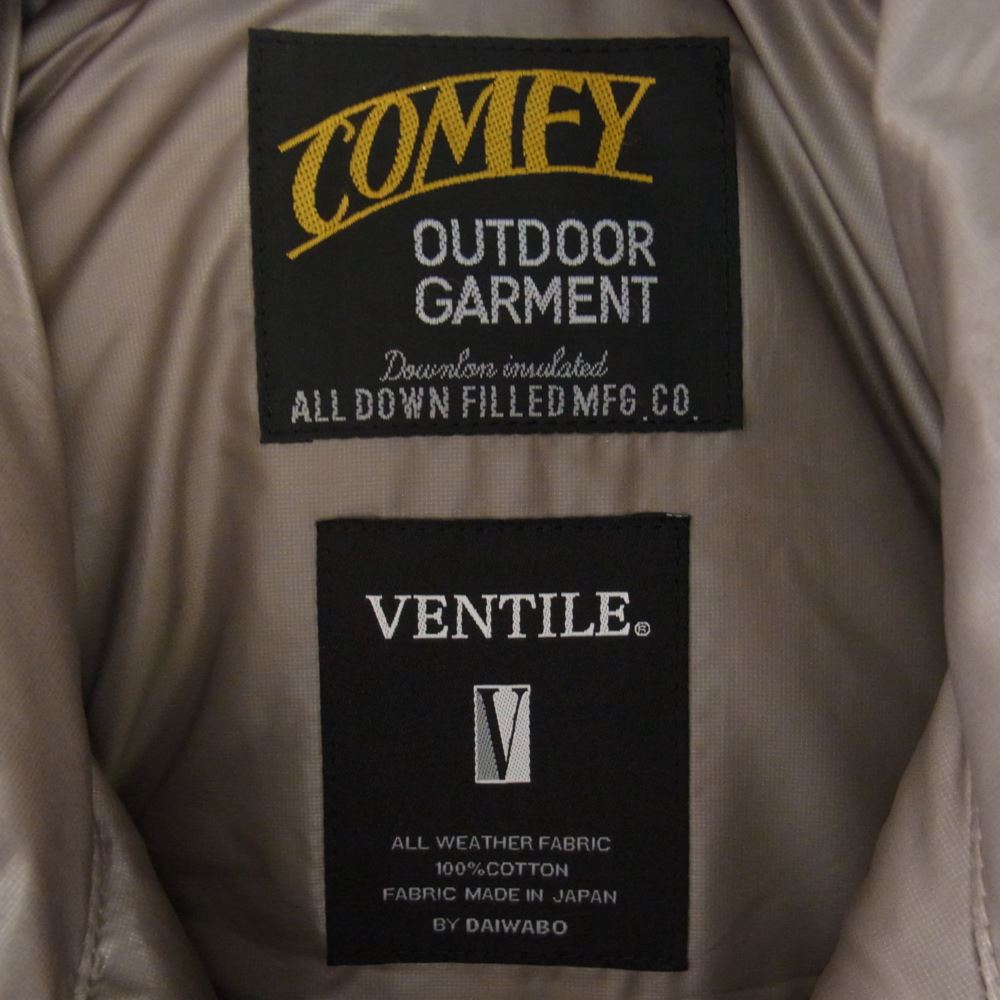 COMFY
OUTDOOR
GARMENT
Downlon insulated
ALL DOWN FILLED MFG.CO.
VENTILE®
V
ALL WEATHER FABRIC
100%COTTON
FABRIC MADE IN JAPAN
BY DAIWABO